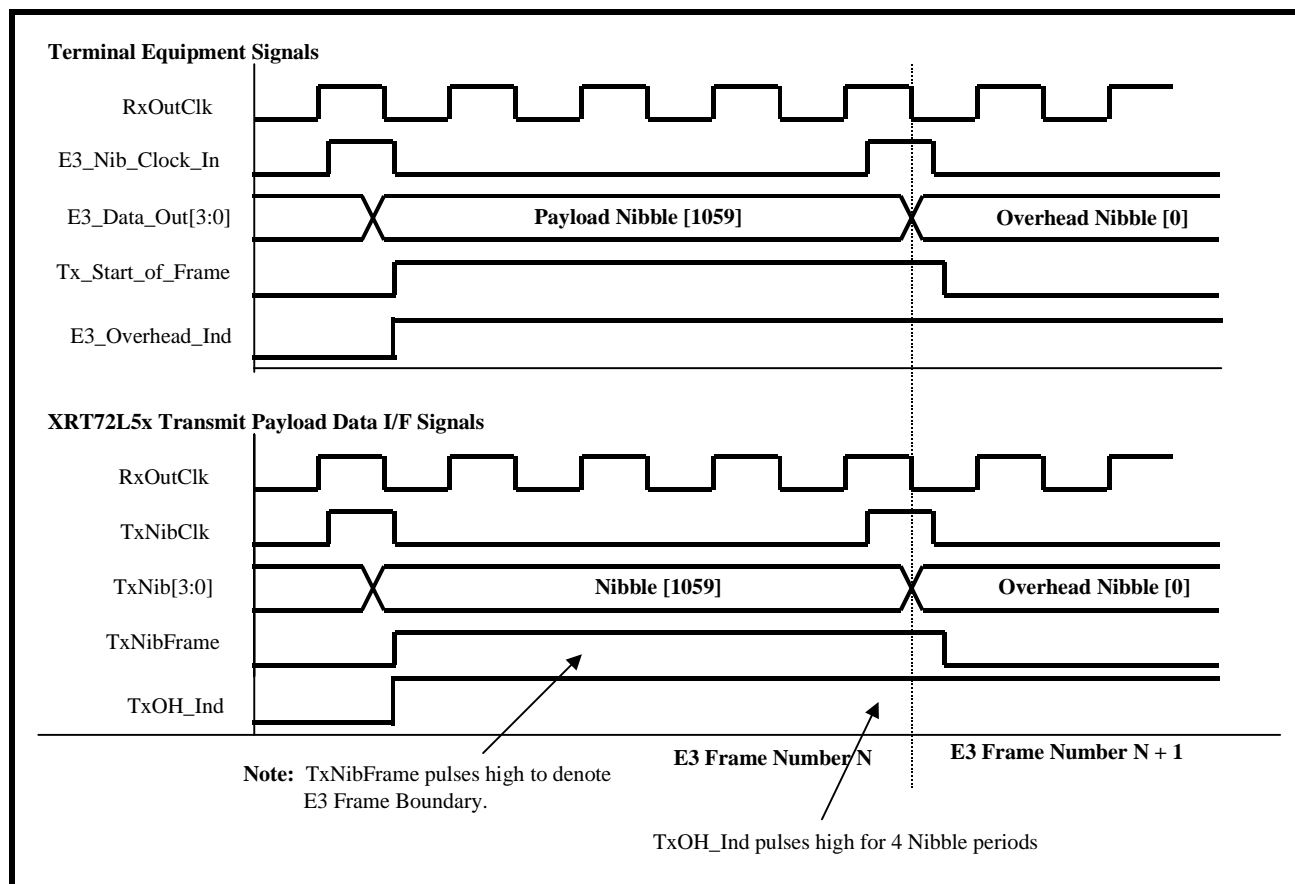 Terminal Equipment Signals
RxOutClk
E3_Nib_Clock_In
E3_Data_Out[3:0]
Payload Nibble [1059]
Overhead Nibble [0]
Tx_Start_of_Frame
E3_Overhead_Ind
XRT72L5x Transmit Payload Data I/F Signals
RxOutClk
TxNibClk
TxNib[3:0]
Nibble [1059]
Overhead Nibble [0]
TxNibFrame
TxOH_Ind
E3 Frame Number N
E3 Frame Number N + 1
Note: TxNibFrame pulses high to denote
E3 Frame Boundary.
TxOH_Ind pulses high for 4 Nibble periods